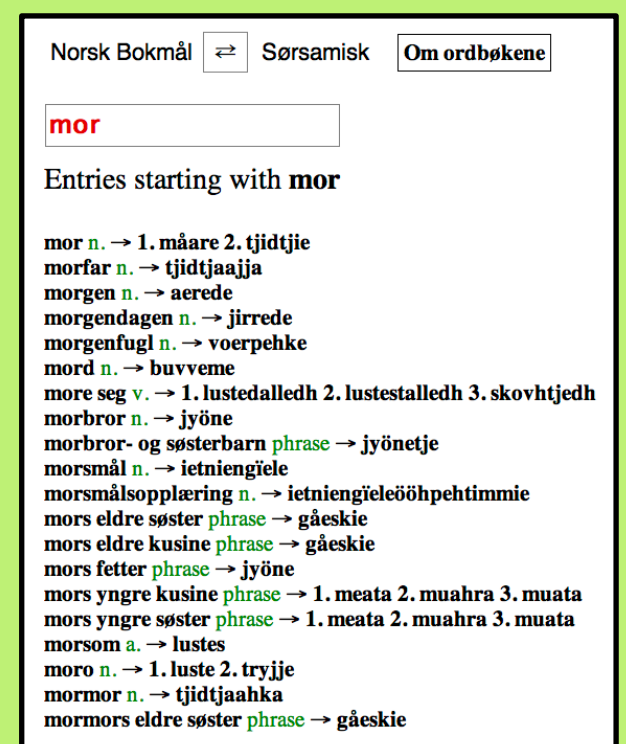 Norsk Bokmål ⇄ Sørsamisk Om ordbøkene
mor
Entries starting with mor
mor n. → 1. måare 2. tjidtjie
morfar n. → tjidtjaajja
morgen n. → aerede
morgendagen n. → jirrede
morgenfugl n. → voerpehke
mord n. → buvveme
more seg v. → 1. lustedalledh 2. lustestalledh 3. skovhtjedh
morbror n. → jyöne
morbror- og søsterbarn phrase → jyönetje
morsmål n. → ietniengïele
morsmålsopplæring n. → ietniengïeleööhpehtimmie
mors eldre søster phrase → gåeskie
mors eldre kusine phrase → gåeskie
mors fetter phrase → jyöne
mors yngre kusine phrase → 1. meata 2. muahra 3. muata
mors yngre søster phrase → 1. meata 2. muahra 3. muata
morsom a. → lustes
moro n. → 1. luste 2. tryjje
mormor n. → tjidtjaahka
mormors eldre søster phrase → gåeskie